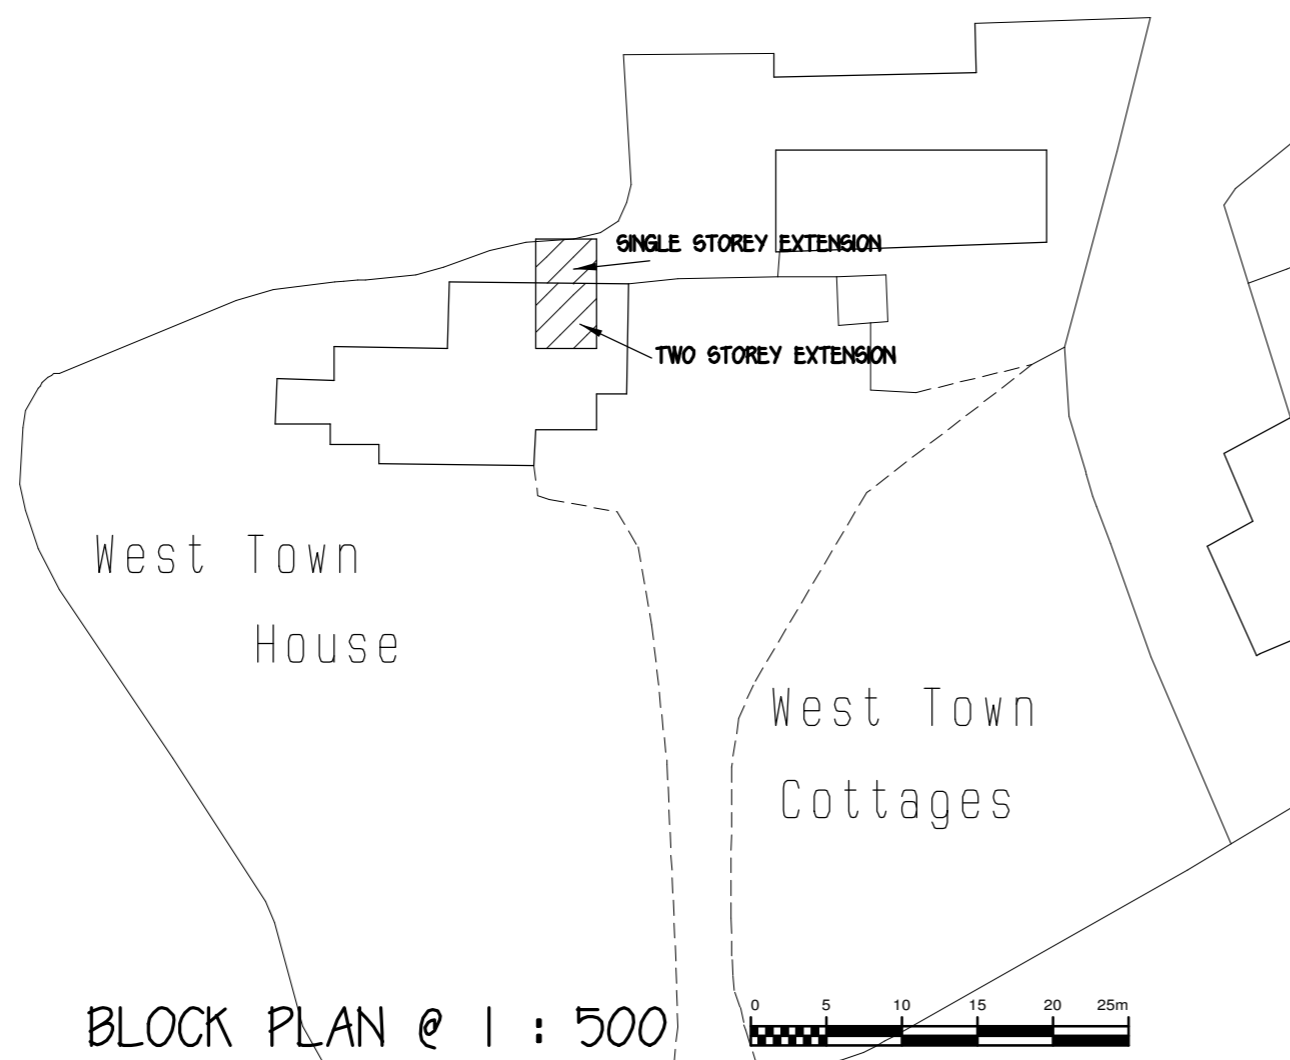 SINGLE STOREY EXTENSION
TWO STOREY EXTENSION
West Town
House
West Town
Cottages
BLOCK PLAN @ 1 : 500
0 5 10 15 20 25m